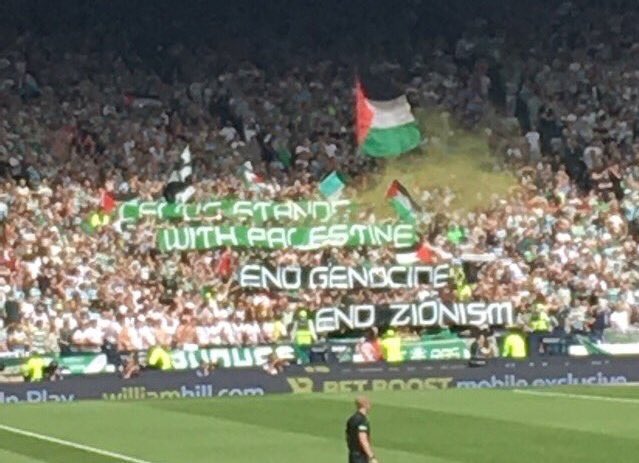 STANDS
WITH PALESTINE
END GENOCIDE
END ZIONISM
williamhill.com BET BOOST mobile exclusive